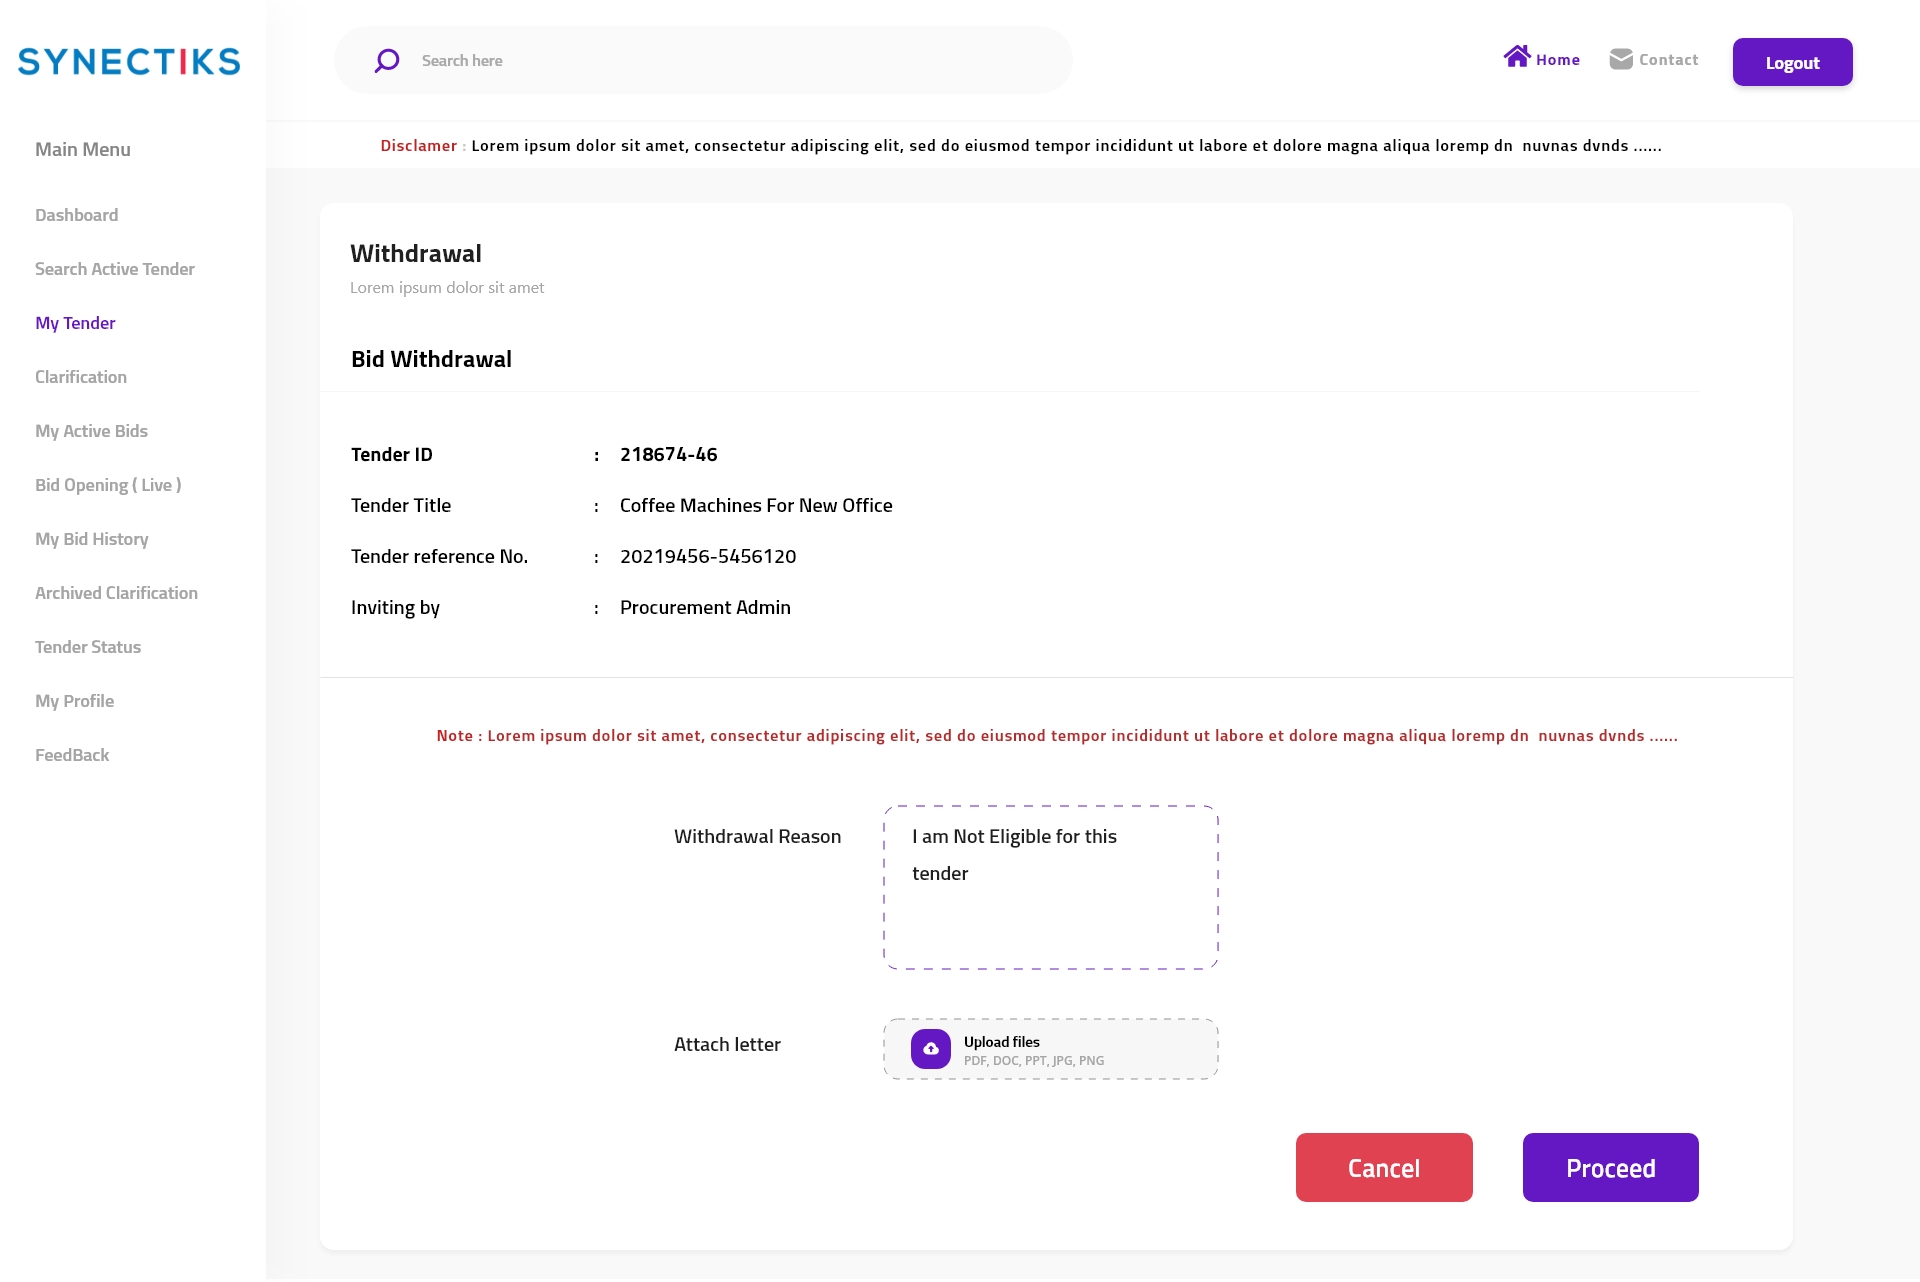 SYNECTIKS
Search here
Home
Contact
Logout
Disclamer : Lorem ipsum dolor sit amet, consectetur adipiscing elit, sed do eiusmod tempor incididunt ut labore et dolore magna aliqua loremp dn  nuvnas dvnds ......
Main Menu
Dashboard
Search Active Tender
My Tender
Clarification
My Active Bids
Bid Opening ( Live )
My Bid History
Archived Clarification
Tender Status
My Profile
FeedBack
Withdrawal
Lorem ipsum dolor sit amet
Bid Withdrawal
Tender ID : 218674-46
Tender Title : Coffee Machines For New Office
Tender reference No. : 20219456-5456120
Inviting by : Procurement Admin
Note : Lorem ipsum dolor sit amet, consectetur adipiscing elit, sed do eiusmod tempor incididunt ut labore et dolore magna aliqua loremp dn  nuvnas dvnds ......
Withdrawal Reason
I am Not Eligible for this
tender
Attach letter
Upload files
PDF, DOC, PPT, JPG, PNG
Cancel
Proceed